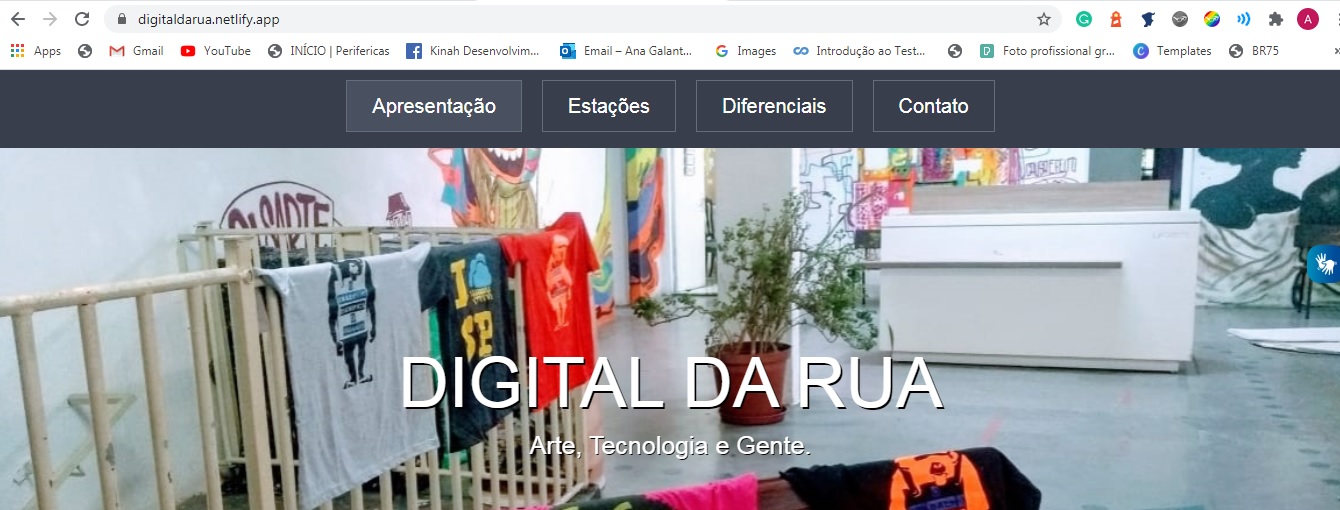 digitaldarua.netlify.app
A
Apps Gmail YouTube INÍCIO | Perifericas Kinah Desenvolvim... Email – Ana Galant... Images Introdução ao Test... Foto profissional gr... Templates BR75
Apresentação Estações Diferenciais Contato
DIGITAL DA RUA
Arte, Tecnologia e Gente.